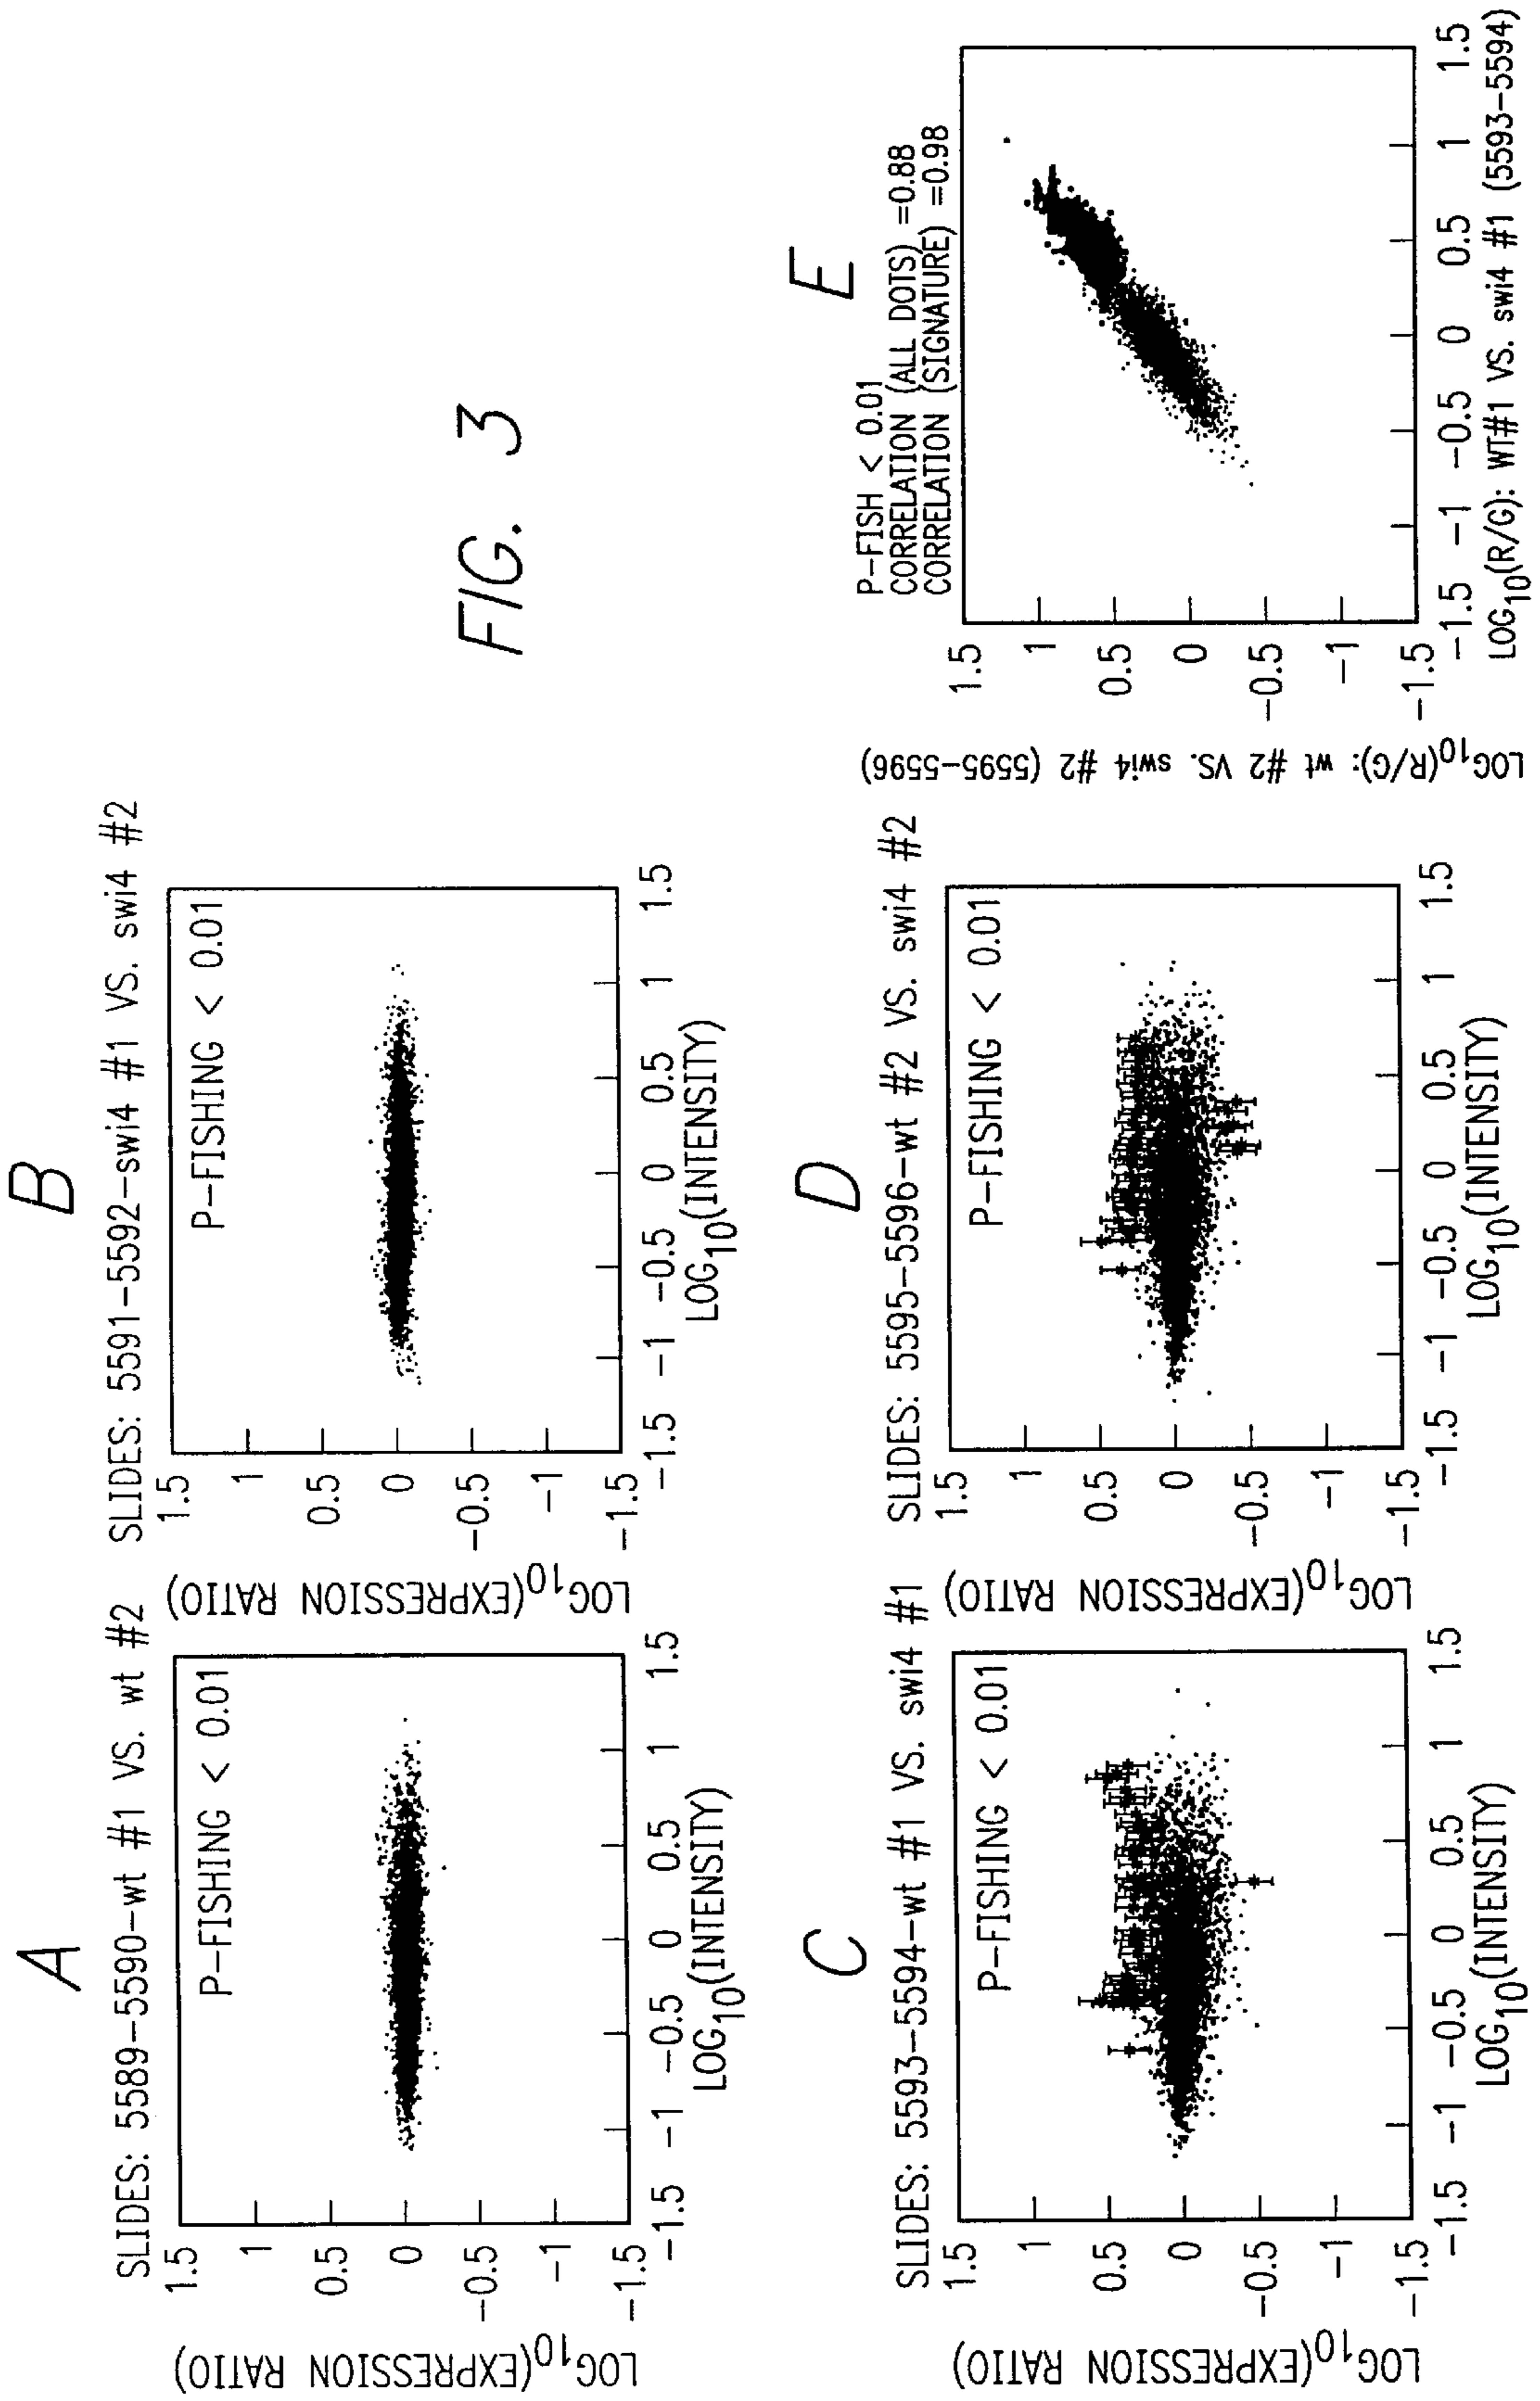 FIG. 3
A
SLIDES: 5589-5590-wt #1 VS. wt #2
P-FISHING < 0.01
LOG10(EXPRESSION RATIO)
1.5
1
0.5
0
-0.5
-1
-1.5
-1.5 -1 -0.5 0 0.5 1 1.5
LOG10(INTENSITY)
B
SLIDES: 5591-5592-swi4 #1 VS. swi4 #2
P-FISHING < 0.01
LOG10(EXPRESSION RATIO)
1.5
1
0.5
0
-0.5
-1
-1.5
-1.5 -1 -0.5 0 0.5 1 1.5
LOG10(INTENSITY)
C
SLIDES: 5593-5594-wt #1 VS. swi4 #1
P-FISHING < 0.01
LOG10(EXPRESSION RATIO)
1.5
1
0.5
0
-0.5
-1
-1.5
-1.5 -1 -0.5 0 0.5 1 1.5
LOG10(INTENSITY)
D
SLIDES: 5595-5596-wt #2 VS. swi4 #2
P-FISHING < 0.01
LOG10(EXPRESSION RATIO)
1.5
1
0.5
0
-0.5
-1
-1.5
-1.5 -1 -0.5 0 0.5 1 1.5
LOG10(INTENSITY)
E
P-FISH < 0.01
CORRELATION (ALL DOTS) =0.88
CORRELATION (SIGNATURE) =0.98
LOG10(R/G): wt #2 VS. swi4 #2 (5595-5596)
1.5
1
0.5
0
-0.5
-1
-1.5
-1.5 -1 -0.5 0 0.5 1 1.5
LOG10(R/G): WT#1 VS. swi4 #1 (5593-5594)